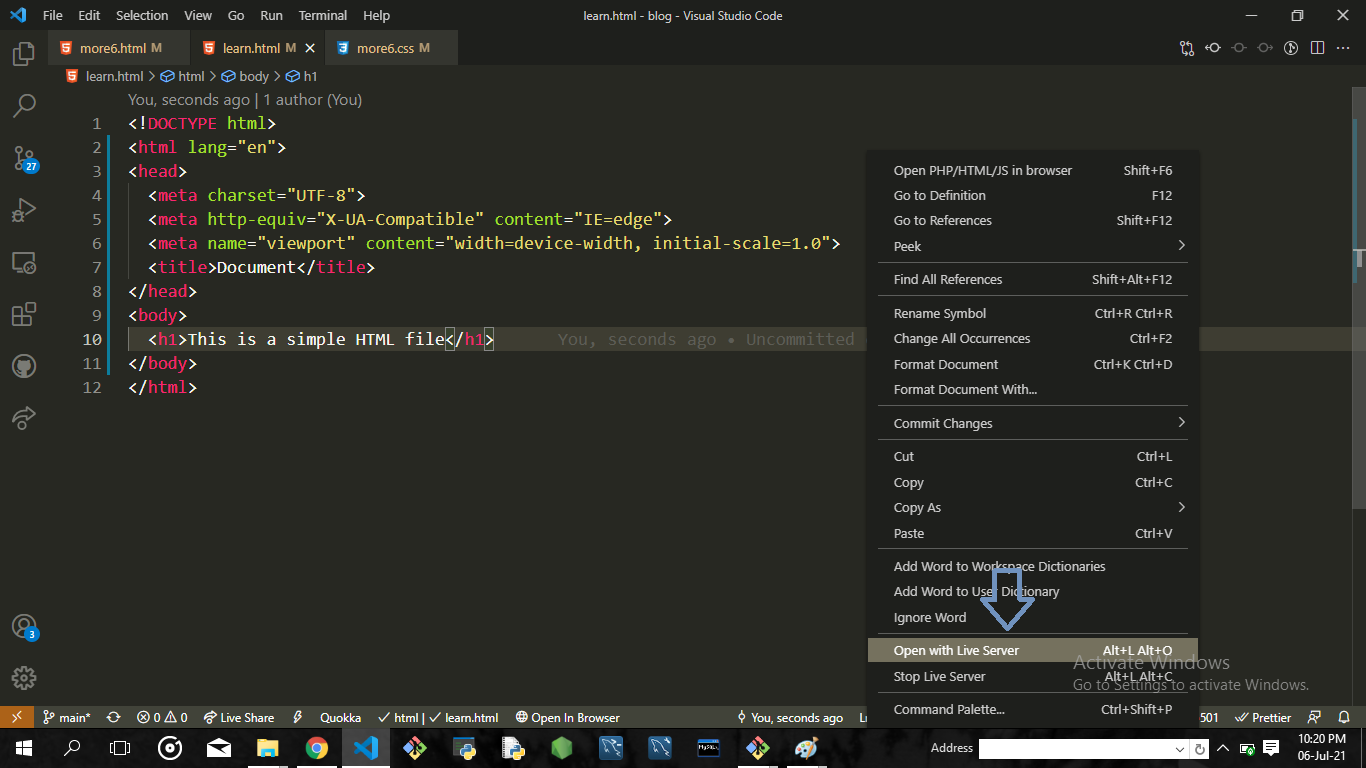 File Edit Selection View Go Run Terminal Help learn.html - blog - Visual Studio Code
more6.html M learn.html M more6.css M
learn.html > html > body > h1
You, seconds ago | 1 author (You)
1 <!DOCTYPE html>
2 <html lang="en">
3 <head>
4 <meta charset="UTF-8">
5 <meta http-equiv="X-UA-Compatible" content="IE=edge">
6 <meta name="viewport" content="width=device-width, initial-scale=1.0">
7 <title>Document</title>
8 </head>
9 <body>
10 <h1>This is a simple HTML file</h1> You, seconds ago • Uncommitted
11 </body>
12 </html>
27
3
Open PHP/HTML/JS in browser Shift+F6
Go to Definition F12
Go to References Shift+F12
Peek
Find All References Shift+Alt+F12
Rename Symbol Ctrl+R Ctrl+R
Change All Occurrences Ctrl+F2
Format Document Ctrl+K Ctrl+D
Format Document With...
Commit Changes
Cut Ctrl+L
Copy Ctrl+C
Copy As
Paste Ctrl+V
Add Word to Workspace Dictionaries
Add Word to User Dictionary
Ignore Word
Open with Live Server Alt+L Alt+O
Stop Live Server Alt+L Alt+C
Command Palette... Ctrl+Shift+P
Activate Windows
Go to Settings to activate Windows.
main* 0 0 Live Share Quokka html | learn.html Open In Browser You, seconds ago 501 Prettier
MySQL
Address
10:20 PM
06-Jul-21